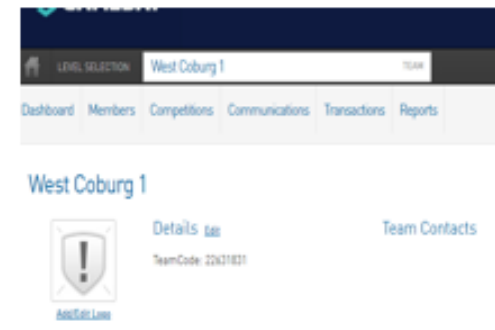 LEVEL SELECTION West Coburg 1 TEAM
Dashboard Members Competitions Communications Transactions Reports
West Coburg 1
Details Edit Team Contacts
TeamCode: 22631831
Add/Edit Logo